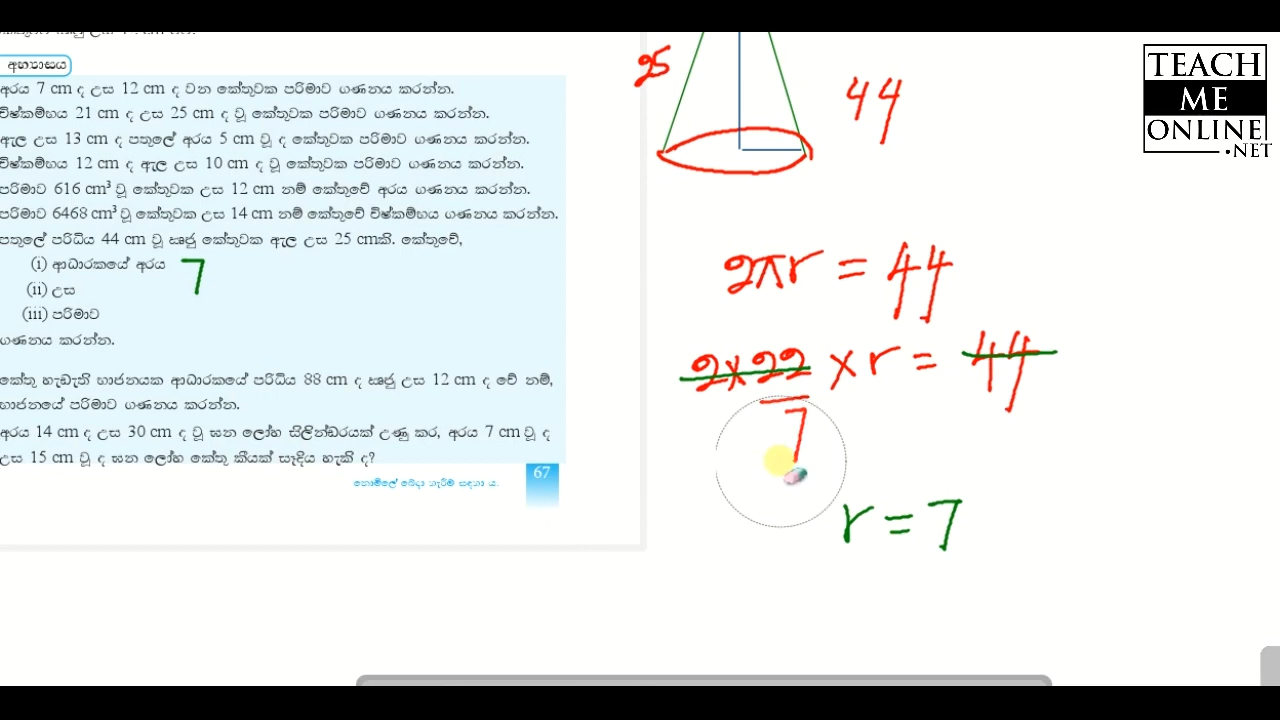 අභ්‍යාසය
අරය 7 cm ද උස 12 cm ද වන කේතුවක පරිමාව ගණනය කරන්න.
විෂ්කම්භය 21 cm ද උස 25 cm ද වූ කේතුවක පරිමාව ගණනය කරන්න.
ඇල උස 13 cm ද පතුලේ අරය 5 cm වූ ද කේතුවක පරිමාව ගණනය කරන්න.
විෂ්කම්භය 12 cm ද ඇල උස 10 cm ද වූ කේතුවක පරිමාව ගණනය කරන්න.
පරිමාව 616 cm³ වූ කේතුවක උස 12 cm නම් කේතුවේ අරය ගණනය කරන්න.
පරිමාව 6468 cm³ වූ කේතුවක උස 14 cm නම් කේතුවේ විෂ්කම්භය ගණනය කරන්න.
පතුලේ පරිධිය 44 cm වූ ඍජු කේතුවක ඇල උස 25 cmකි. කේතුවේ,
(i) ආධාරකයේ අරය 7
(ii) උස
(iii) පරිමාව
ගණනය කරන්න.
කේතු හැඩැති භාජනයක ආධාරකයේ පරිධිය 88 cm ද ඍජු උස 12 cm ද වේ නම්,
භාජනයේ පරිමාව ගණනය කරන්න.
අරය 14 cm ද උස 30 cm ද වූ ඝන ලෝහ සිලින්ඩරයක් උණු කර, අරය 7 cm වූ ද
උස 15 cm වූ ද ඝන ලෝහ කේතු කීයක් සෑදිය හැකි ද?
නොමිලේ බෙදා හැරීම සඳහා ය.
67
25
44
2πr = 44
2 × 22 × r = 44
7
r = 7
TEACH
ME
ONLINE
.NET